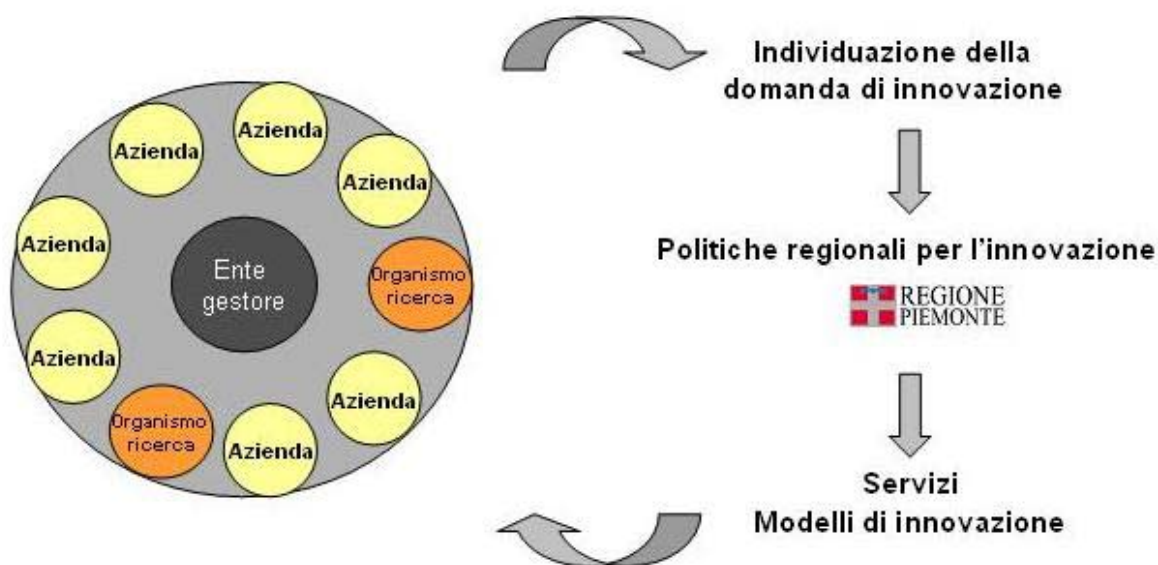 Azienda
Azienda
Azienda
Azienda
Organismo
ricerca
Ente
gestore
Azienda
Azienda
Organismo
ricerca
Azienda
Individuazione della
domanda di innovazione
Politiche regionali per l'innovazione
REGIONE
PIEMONTE
Servizi
Modelli di innovazione